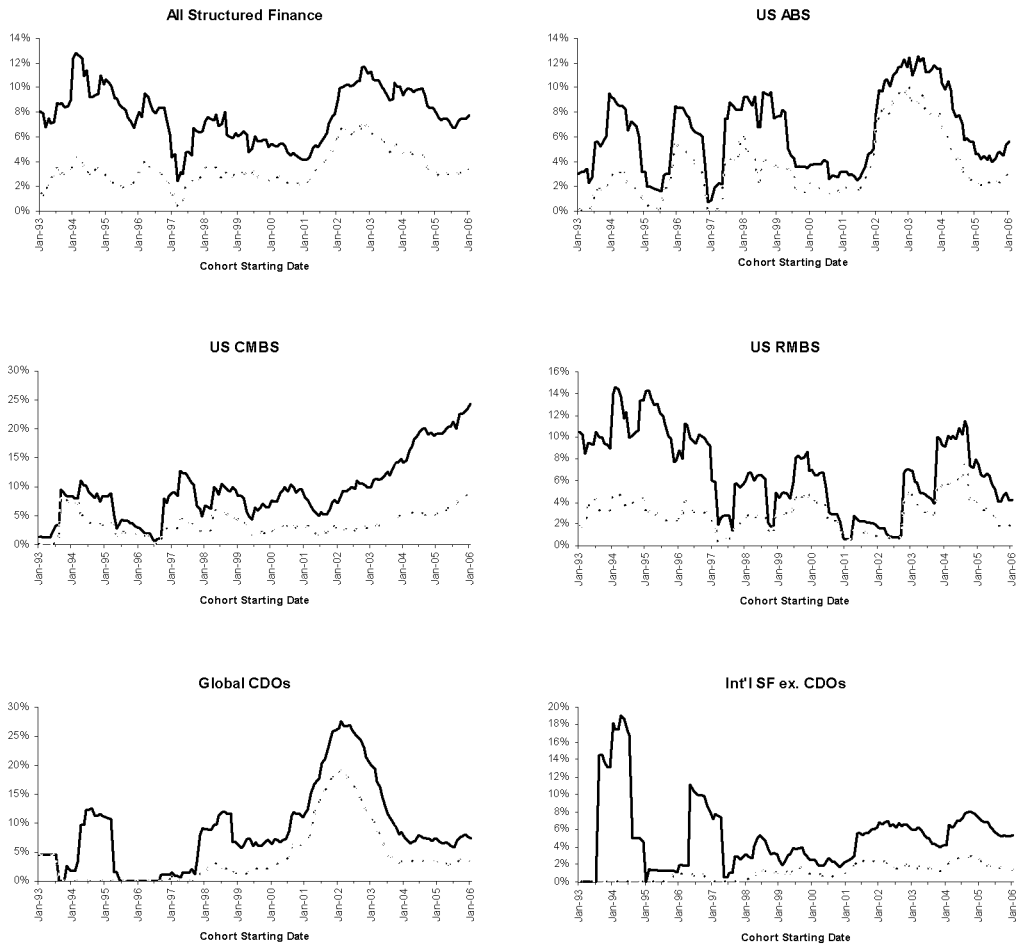 All Structured Finance
14%
12%
10%
8%
6%
4%
2%
0%
Jan-93
Jan-94
Jan-95
Jan-96
Jan-97
Jan-98
Jan-99
Jan-00
Jan-01
Jan-02
Jan-03
Jan-04
Jan-05
Jan-06
Cohort Starting Date
US ABS
14%
12%
10%
8%
6%
4%
2%
0%
Jan-93
Jan-94
Jan-95
Jan-96
Jan-97
Jan-98
Jan-99
Jan-00
Jan-01
Jan-02
Jan-03
Jan-04
Jan-05
Jan-06
Cohort Starting Date
US CMBS
30%
25%
20%
15%
10%
5%
0%
Jan-93
Jan-94
Jan-95
Jan-96
Jan-97
Jan-98
Jan-99
Jan-00
Jan-01
Jan-02
Jan-03
Jan-04
Jan-05
Jan-06
Cohort Starting Date
US RMBS
16%
14%
12%
10%
8%
6%
4%
2%
0%
Jan-93
Jan-94
Jan-95
Jan-96
Jan-97
Jan-98
Jan-99
Jan-00
Jan-01
Jan-02
Jan-03
Jan-04
Jan-05
Jan-06
Cohort Starting Date
Global CDOs
30%
25%
20%
15%
10%
5%
0%
Jan-93
Jan-94
Jan-95
Jan-96
Jan-97
Jan-98
Jan-99
Jan-00
Jan-01
Jan-02
Jan-03
Jan-04
Jan-05
Jan-06
Cohort Starting Date
Int'l SF ex. CDOs
20%
18%
16%
14%
12%
10%
8%
6%
4%
2%
0%
Jan-93
Jan-94
Jan-95
Jan-96
Jan-97
Jan-98
Jan-99
Jan-00
Jan-01
Jan-02
Jan-03
Jan-04
Jan-05
Jan-06
Cohort Starting Date